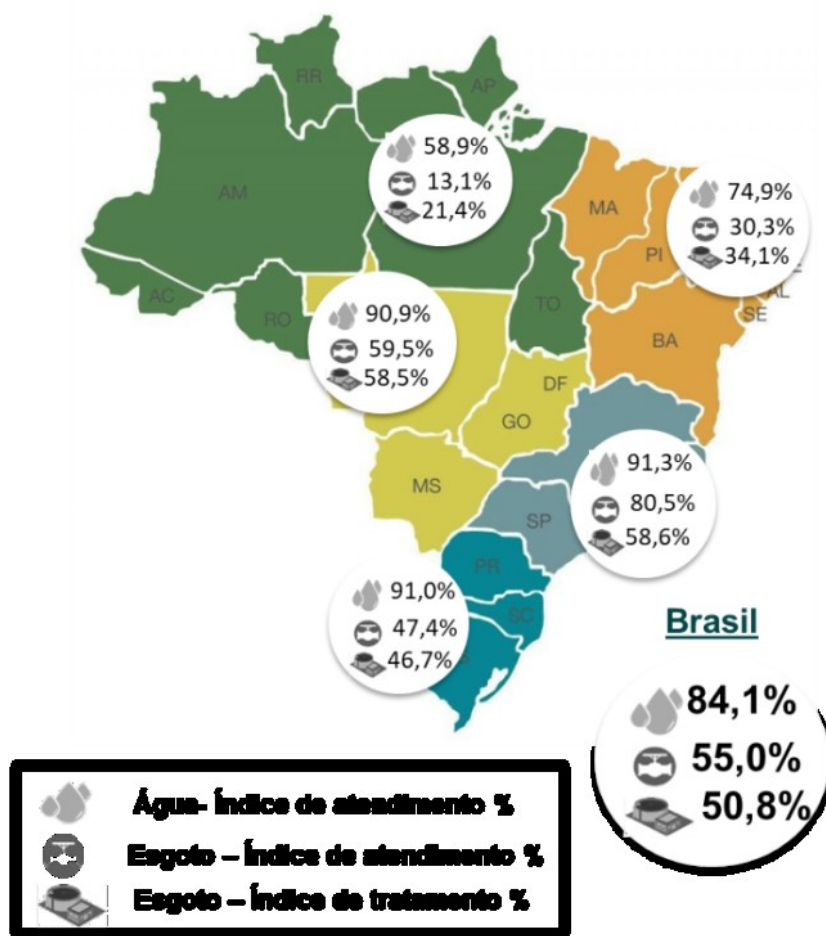 RR
AP
58,9%
13,1%
21,4%
AM
MA
74,9%
30,3%
34,1%
PI
AL
SE
AC
RO
TO
90,9%
59,5%
58,5%
BA
DF
GO
MS
91,3%
80,5%
58,6%
SP
PR
91,0%
47,4%
46,7%
SC
Brasil
84,1%
55,0%
50,8%
Água- Índice de atendimento %
Esgoto – Índice de atendimento %
Esgoto – Índice de tratamento %